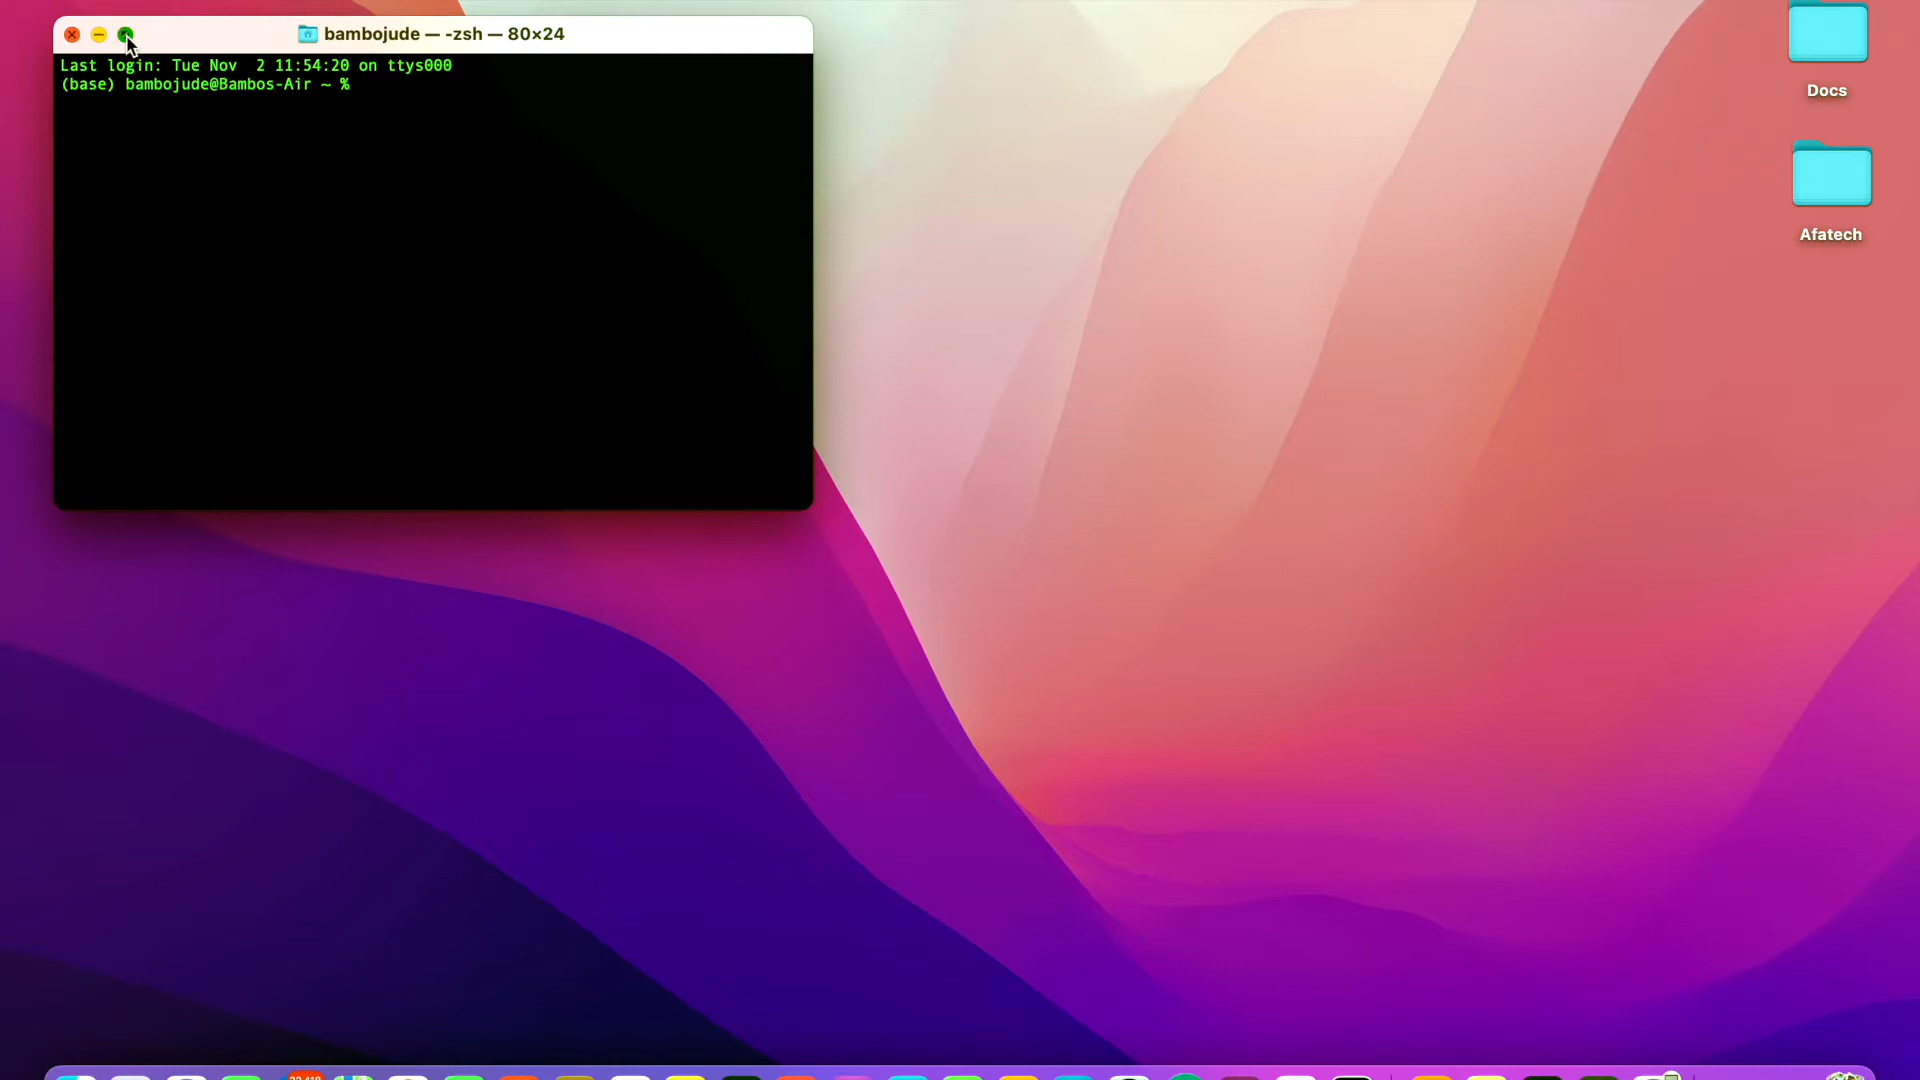 bambojude — -zsh — 80×24
Last login: Tue Nov  2 11:54:20 on ttys000
(base) bambojude@Bambos-Air ~ %
Docs
Afatech